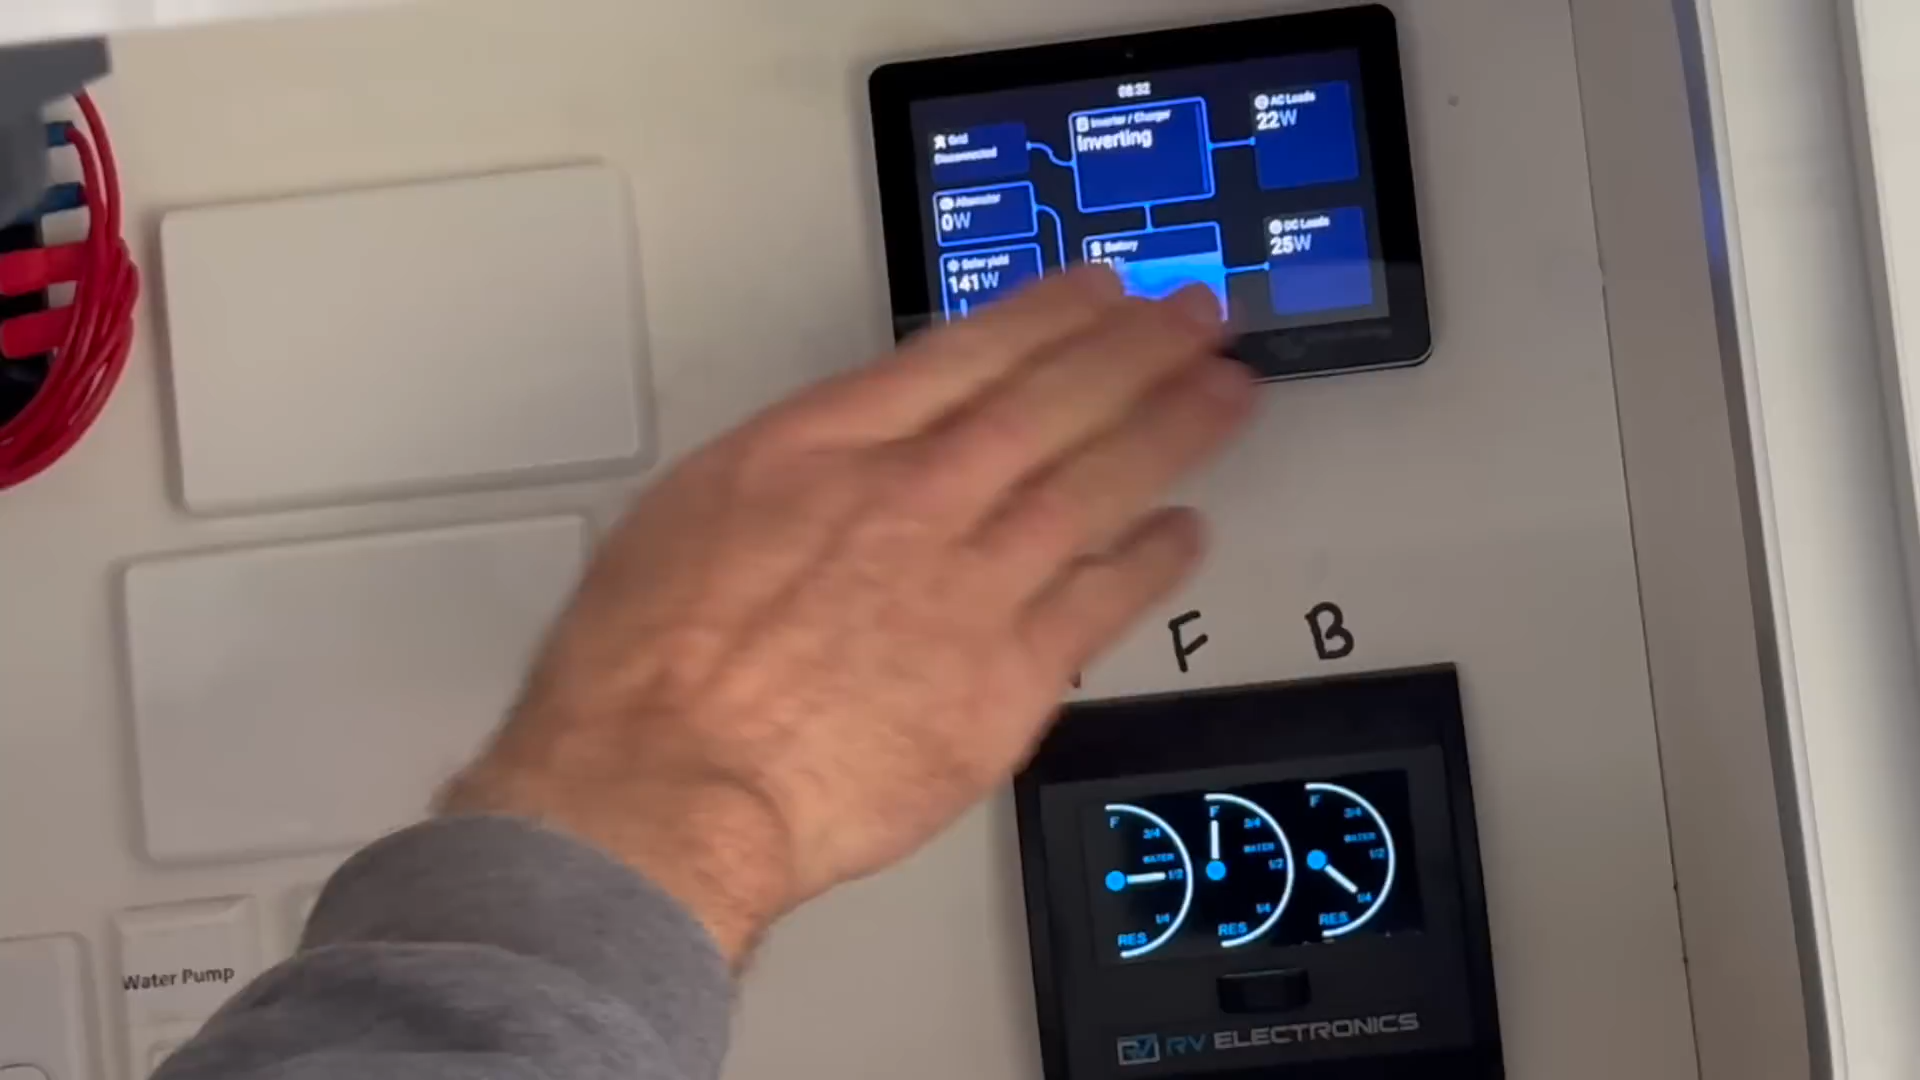 08:32
Grid
Disconnected
Inverter / Charger
Inverting
AC Loads
22W
Alternator
0W
Battery
DC Loads
25W
Solar yield
141W
F B
F 3/4 WATER 1/2 1/4 RES
F 3/4 WATER 1/2 1/4 RES
F 3/4 WATER 1/2 1/4 RES
RV ELECTRONICS
Water Pump